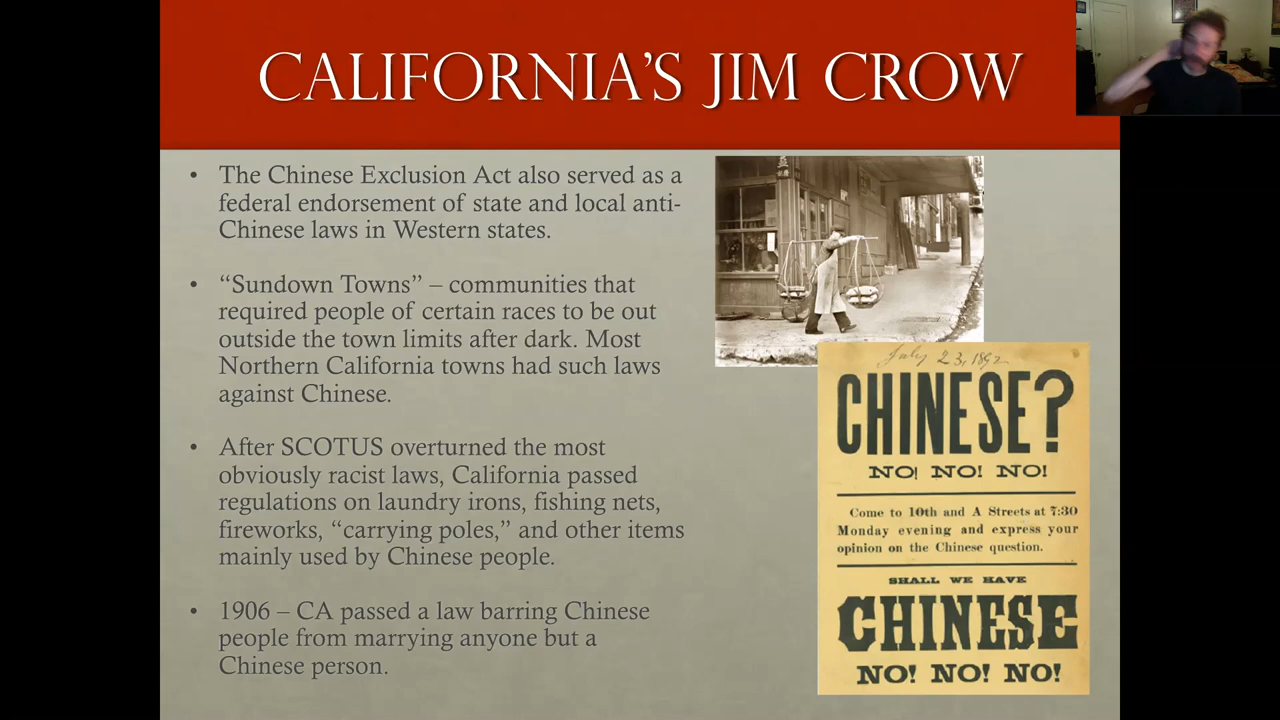 CALIFORNIA'S JIM CROW
• The Chinese Exclusion Act also served as a
federal endorsement of state and local anti-
Chinese laws in Western states.
• “Sundown Towns” – communities that
required people of certain races to be out
outside the town limits after dark. Most
Northern California towns had such laws
against Chinese.
• After SCOTUS overturned the most
obviously racist laws, California passed
regulations on laundry irons, fishing nets,
fireworks, “carrying poles,” and other items
mainly used by Chinese people.
• 1906 – CA passed a law barring Chinese
people from marrying anyone but a
Chinese person.
July 23, 1892
CHINESE?
NO! NO! NO!
Come to 10th and A Streets at 7:30
Monday evening and express your
opinion on the Chinese question.
SHALL WE HAVE
CHINESE
NO! NO! NO!